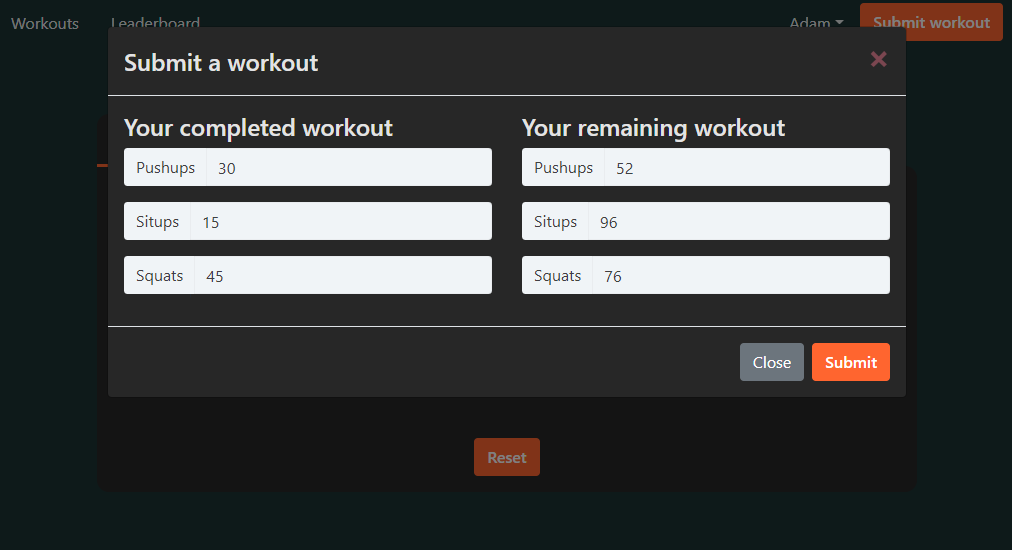 Workouts Leaderboard Adam Submit workout
Submit a workout
Your completed workout
Pushups 30
Situps 15
Squats 45
Your remaining workout
Pushups 52
Situps 96
Squats 76
Close Submit
Reset